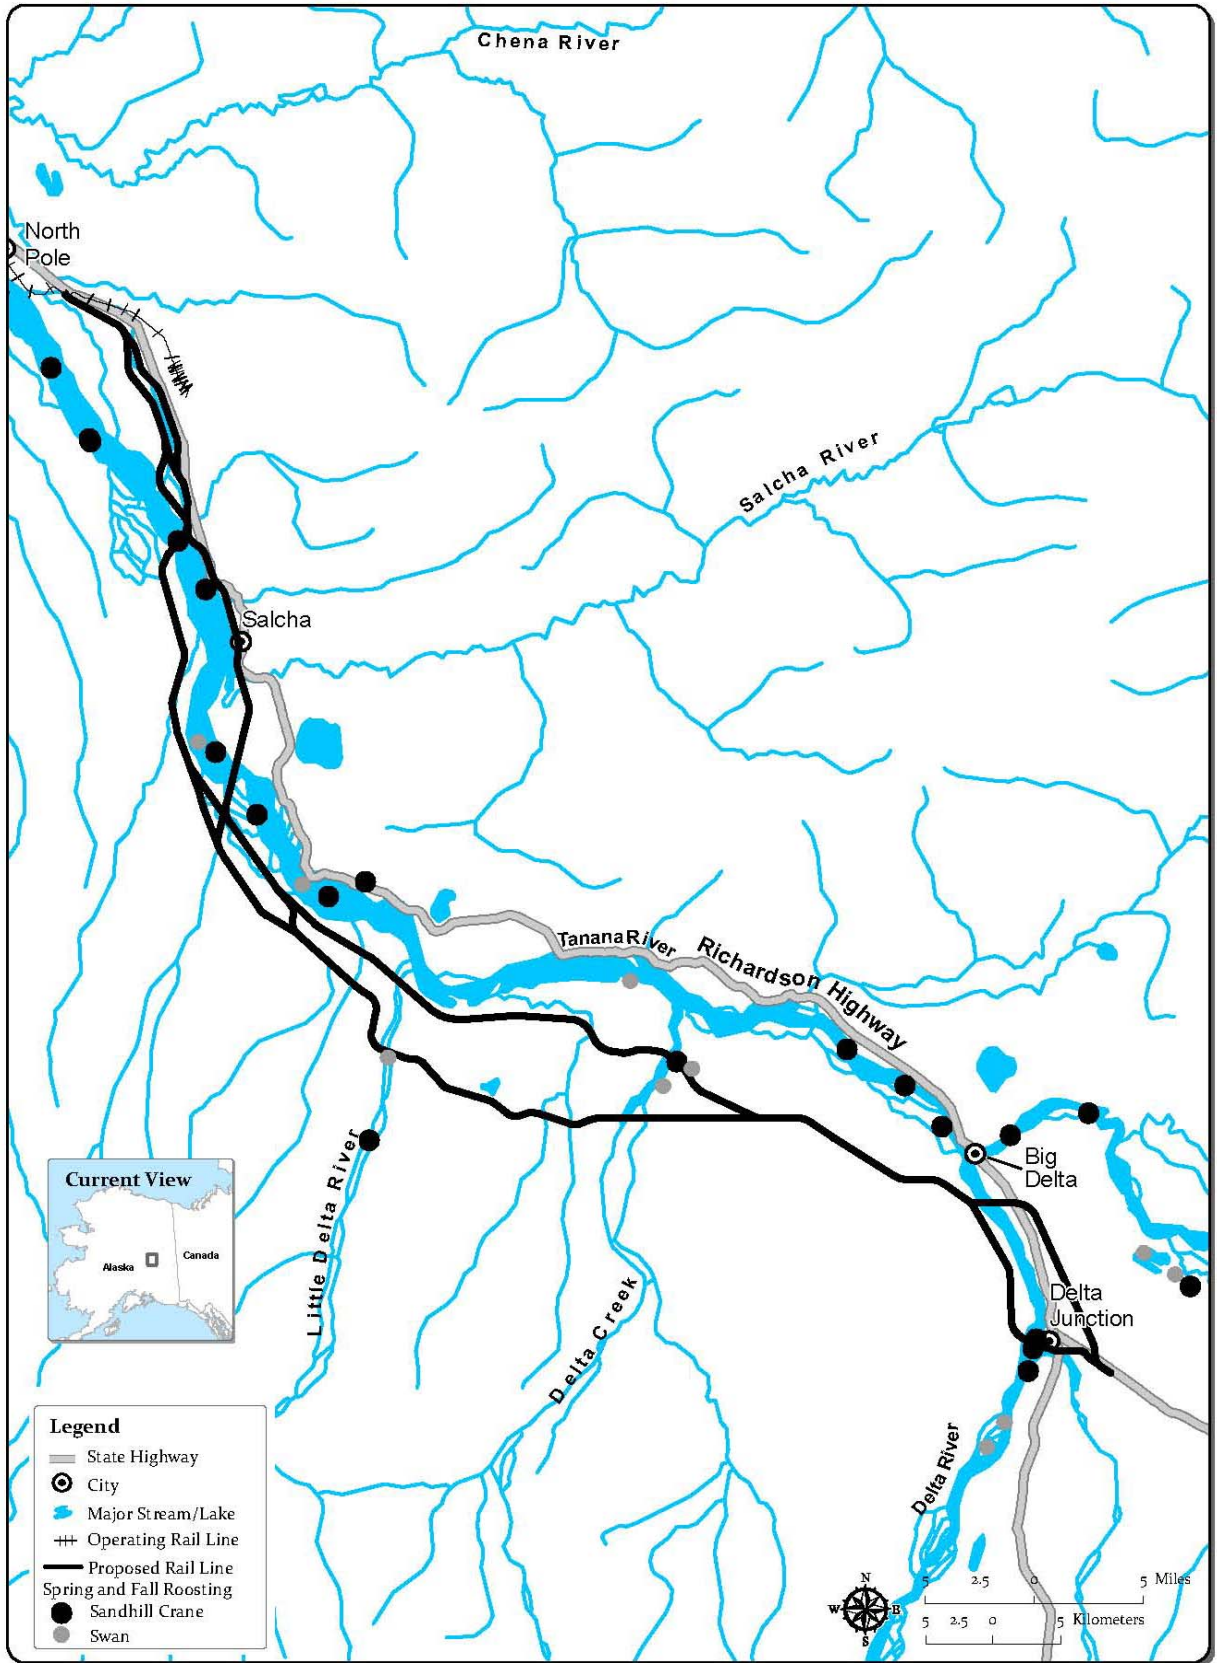 Chena River
North
Pole
Salcha River
Salcha
Tanana River
Richardson Highway
Big
Delta
Little Delta River
Delta Creek
Delta
Junction
Delta River
Current View
Alaska
Canada
Legend
State Highway
City
Major Stream/Lake
Operating Rail Line
Proposed Rail Line
Spring and Fall Roosting
Sandhill Crane
Swan
N
W E
S
5 2.5 0 5 Miles
5 2.5 0 5 Kilometers